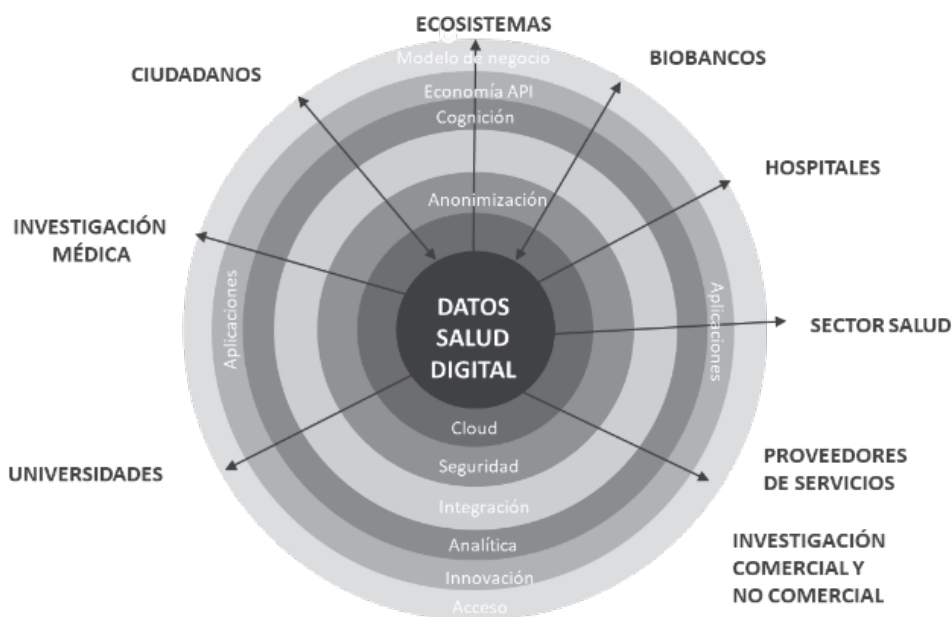 ECOSISTEMAS
CIUDADANOS
BIOBANCOS
Modelo de negocio
Economía API
Cognición
HOSPITALES
Anonimización
INVESTIGACIÓN
MÉDICA
DATOS
SALUD
DIGITAL
Aplicaciones
Aplicaciones
SECTOR SALUD
Cloud
Seguridad
UNIVERSIDADES
PROVEEDORES
DE SERVICIOS
Integración
Analítica
INVESTIGACIÓN
COMERCIAL Y
NO COMERCIAL
Innovación
Acceso